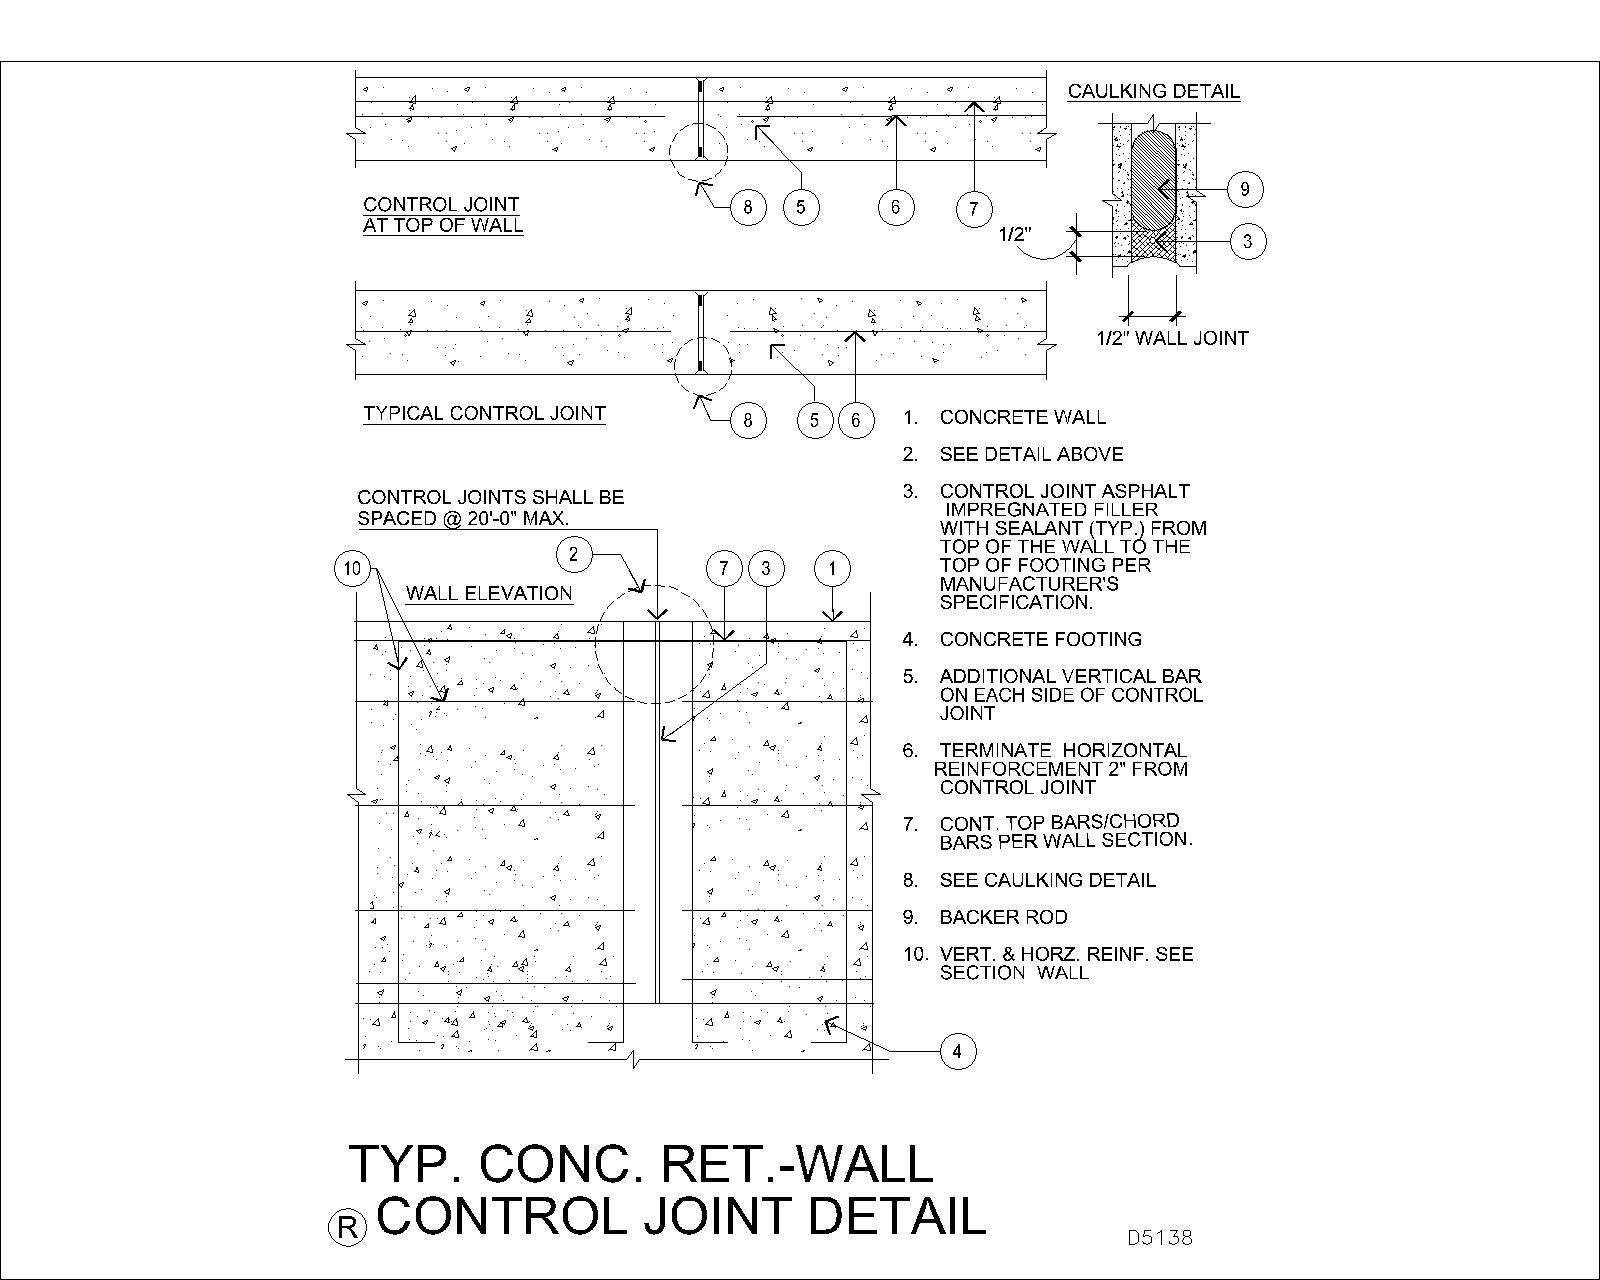 CAULKING DETAIL
CONTROL JOINT
AT TOP OF WALL
8
5
6
7
9
3
1/2"
1/2" WALL JOINT
TYPICAL CONTROL JOINT
8
5
6
CONTROL JOINTS SHALL BE
SPACED @ 20'-0" MAX.
10
2
7
3
1
WALL ELEVATION
4
1. CONCRETE WALL
2. SEE DETAIL ABOVE
3. CONTROL JOINT ASPHALT
IMPREGNATED FILLER
WITH SEALANT (TYP.) FROM
TOP OF THE WALL TO THE
TOP OF FOOTING PER
MANUFACTURER'S
SPECIFICATION.
4. CONCRETE FOOTING
5. ADDITIONAL VERTICAL BAR
ON EACH SIDE OF CONTROL
JOINT
6. TERMINATE HORIZONTAL
REINFORCEMENT 2" FROM
CONTROL JOINT
7. CONT. TOP BARS/CHORD
BARS PER WALL SECTION.
8. SEE CAULKING DETAIL
9. BACKER ROD
10. VERT. & HORZ. REINF. SEE
SECTION WALL
TYP. CONC. RET.-WALL
R CONTROL JOINT DETAIL
D5138